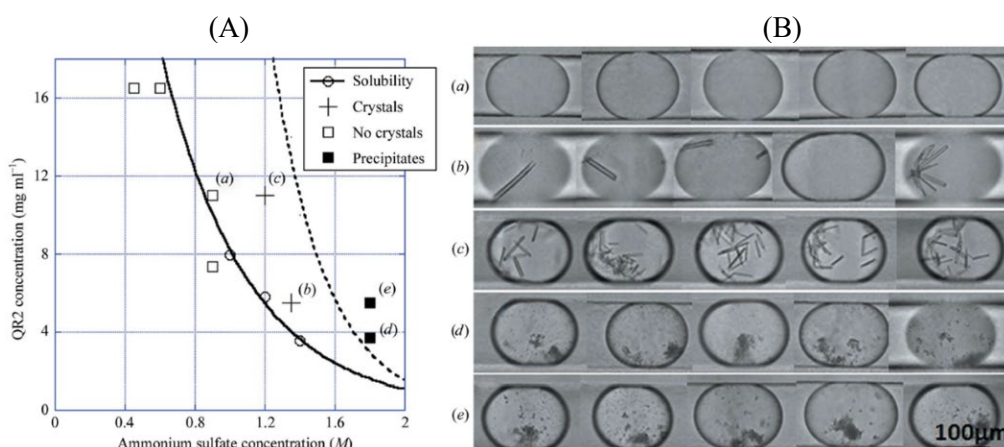 (A)
(B)
16
12
8
4
0
QR2 concentration (mg ml⁻¹)
0
0.4
0.8
1.2
1.6
2
Ammonium sulfate concentration (M)
Solubility
Crystals
No crystals
Precipitates
(a)
(c)
(b)
(e)
(d)
(a)
(b)
(c)
(d)
(e)
100µm